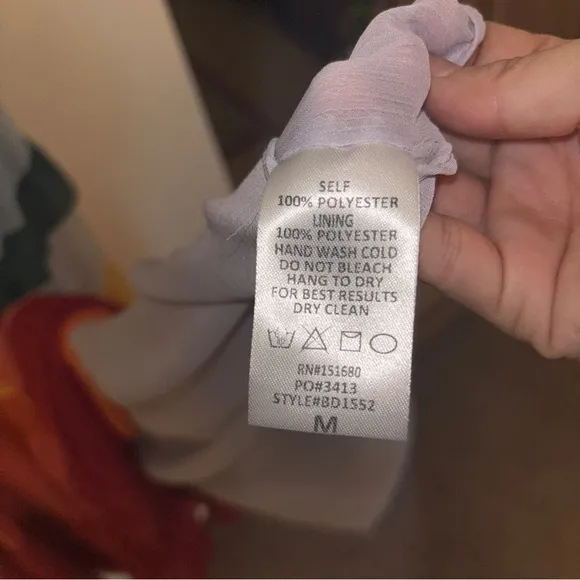 SELF
100% POLYESTER
LINING
100% POLYESTER
HAND WASH COLD
DO NOT BLEACH
HANG TO DRY
FOR BEST RESULTS
DRY CLEAN
RN#151680
PO#3413
STYLE#BD1552
M